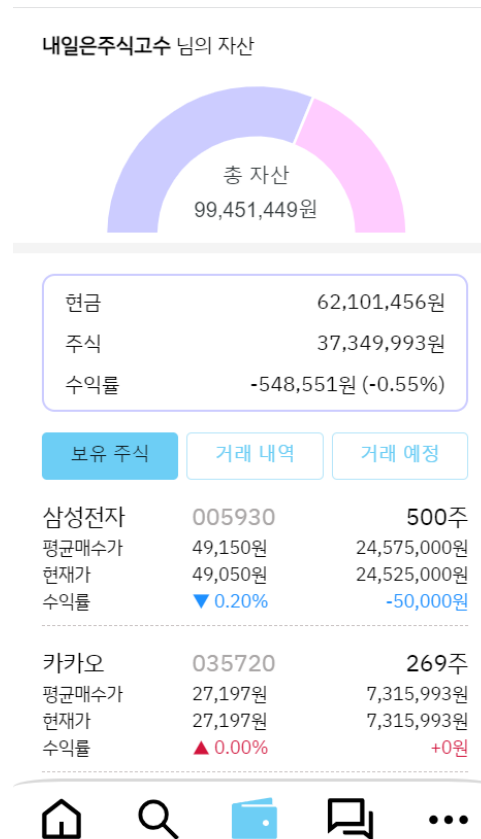 내일은주식고수 님의 자산
총 자산
99,451,449원
현금 62,101,456원
주식 37,349,993원
수익률 -548,551원 (-0.55%)
보유 주식 거래 내역 거래 예정
삼성전자 005930 500주
평균매수가 49,150원 24,575,000원
현재가 49,050원 24,525,000원
수익률 ▼ 0.20% -50,000원
카카오 035720 269주
평균매수가 27,197원 7,315,993원
현재가 27,197원 7,315,993원
수익률 ▲ 0.00% +0원